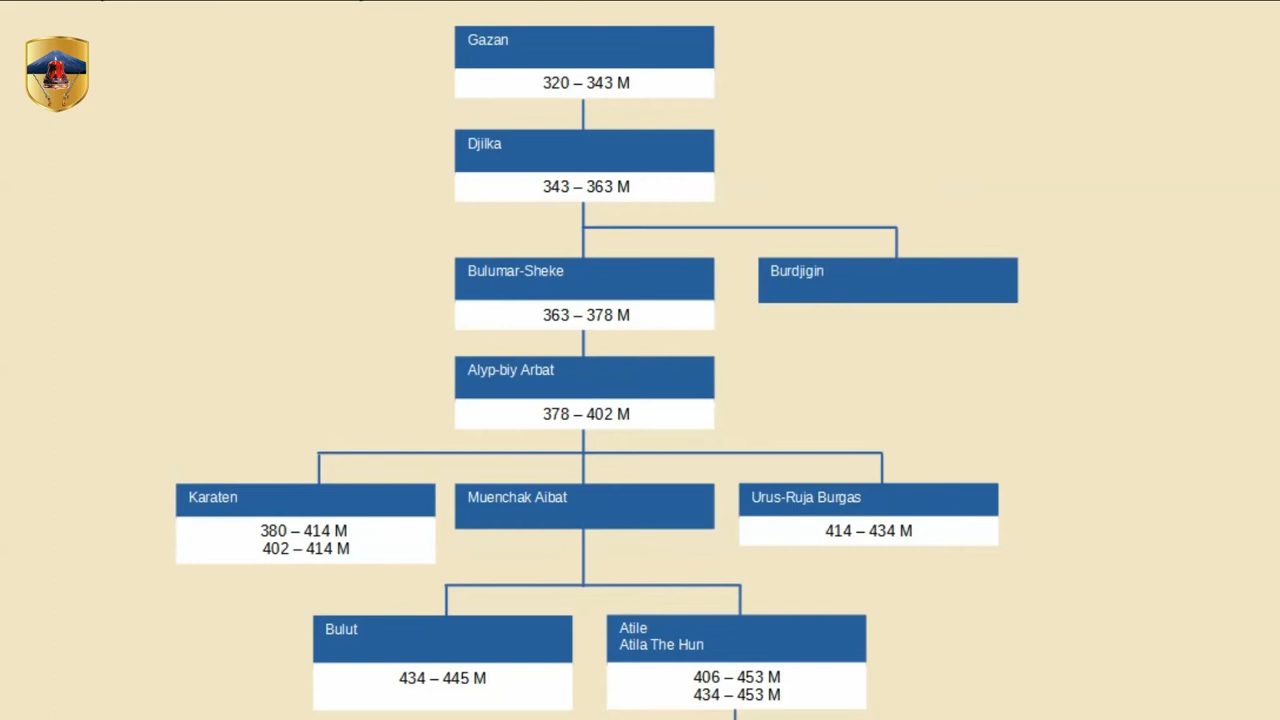 Gazan
320 – 343 M
Djilka
343 – 363 M
Bulumar-Sheke
363 – 378 M
Burdjigin
Alyp-biy Arbat
378 – 402 M
Karaten
380 – 414 M
402 – 414 M
Muenchak Aibat
Urus-Ruja Burgas
414 – 434 M
Bulut
434 – 445 M
Atile
Atila The Hun
406 – 453 M
434 – 453 M